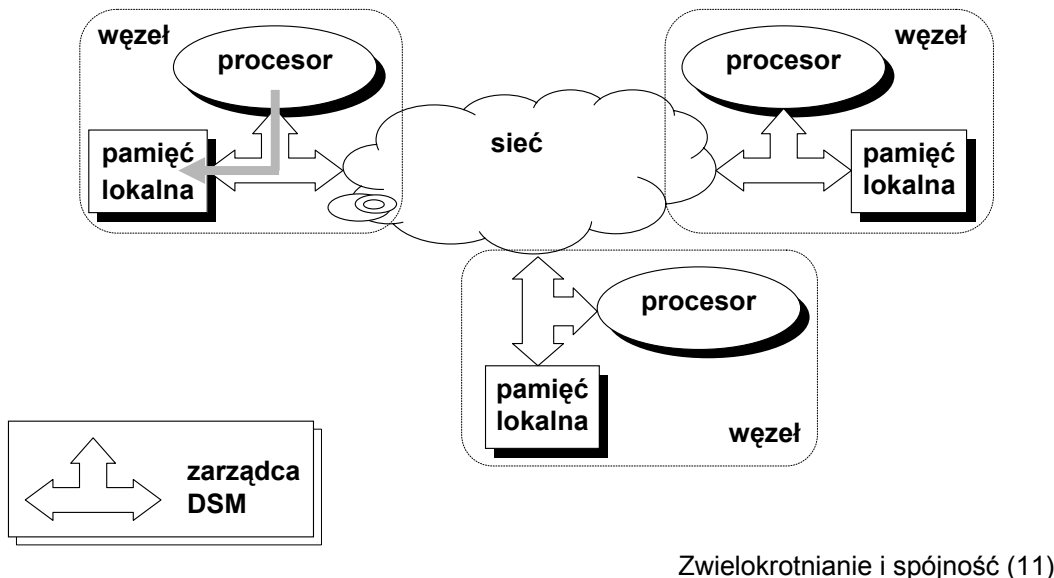 węzeł
procesor
pamięć
lokalna
sieć
węzeł
procesor
pamięć
lokalna
procesor
pamięć
lokalna
węzeł
zarządca
DSM
Zwielokrotnianie i spójność (11)